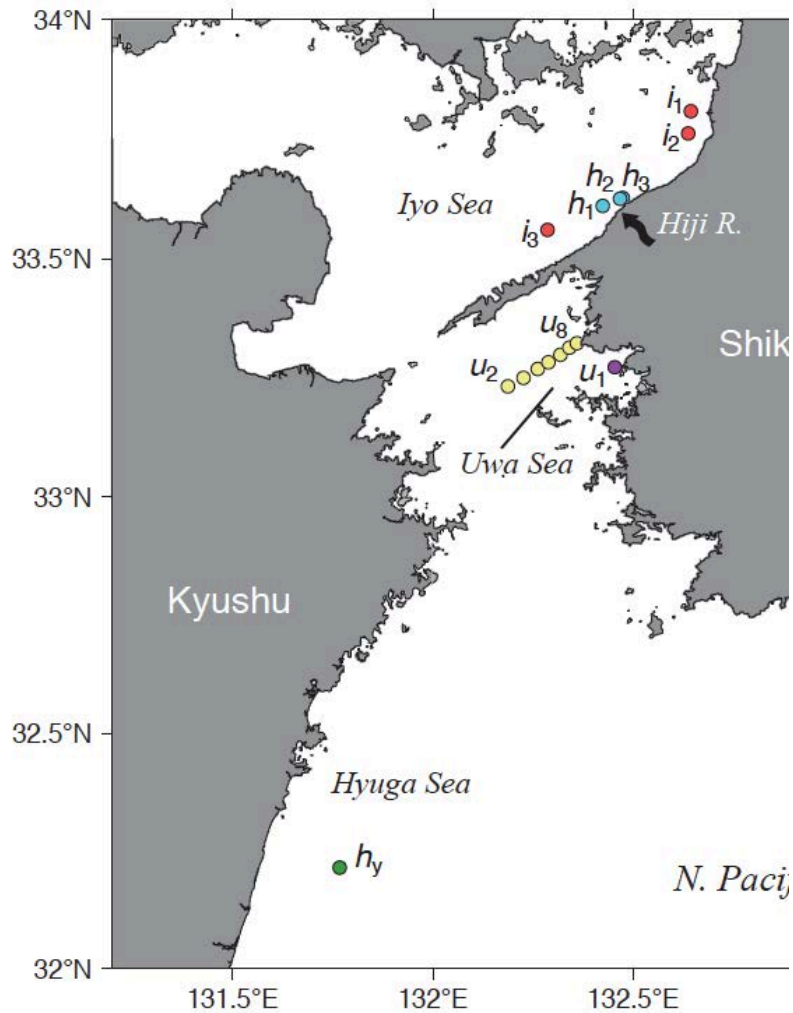 34°N
i1
i2
h2 h3
Iyo Sea
h1
Hiji R.
i3
33.5°N
u8
Shik
u2
u1
Uwa Sea
33°N
Kyushu
32.5°N
Hyuga Sea
hy
N. Pacif
32°N
131.5°E 132°E 132.5°E